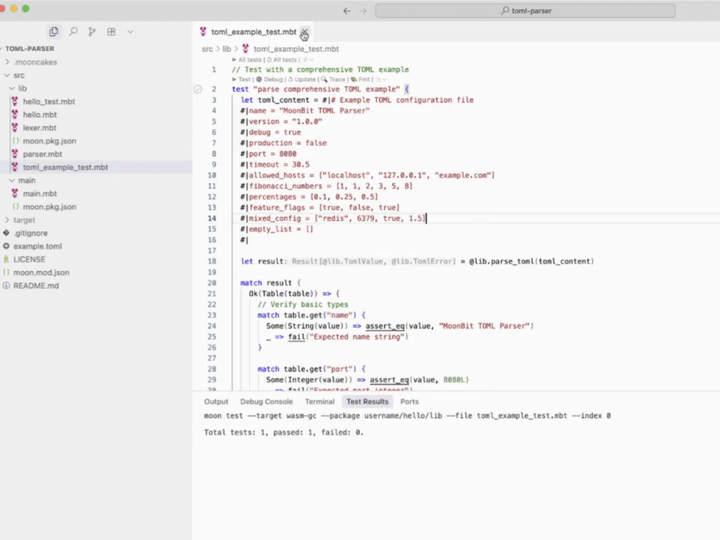 toml-parser
TOML-PARSER
.mooncakes
src
lib
hello_test.mbt
hello.mbt
lexer.mbt
moon.pkg.json
parser.mbt
toml_example_test.mbt
main
main.mbt
moon.pkg.json
target
.gitignore
example.toml
LICENSE
moon.mod.json
README.md
toml_example_test.mbt
src > lib > toml_example_test.mbt
All tests | All tests |
1 // Test with a comprehensive TOML example
Test | Debug | Update | Trace | Fmt |
2 test "parse comprehensive TOML example" {
3 let toml_content = #|# Example TOML configuration file
4 #|name = "MoonBit TOML Parser"
5 #|version = "1.0.0"
6 #|debug = true
7 #|production = false
8 #|port = 8080
9 #|timeout = 30.5
10 #|allowed_hosts = ["localhost", "127.0.0.1", "example.com"]
11 #|fibonacci_numbers = [1, 1, 2, 3, 5, 8]
12 #|percentages = [0.1, 0.25, 0.5]
13 #|feature_flags = [true, false, true]
14 #|mixed_config = ["redis", 6379, true, 1.5]
15 #|empty_list = []
16 #|
17
18 let result: Result[@lib.TomlValue, @lib.TomlError] = @lib.parse_toml(toml_content)
19
20 match result {
21 Ok(Table(table)) => {
22 // Verify basic types
23 match table.get("name") {
24 Some(String(value)) => assert_eq(value, "MoonBit TOML Parser")
25 _ => fail("Expected name string")
26 }
27
28 match table.get("port") {
29 Some(Integer(value)) => assert_eq(value, 8080L)
30 _ => fail("Expected port integer")
Output Debug Console Terminal Test Results Ports
moon test --target wasm-gc --package username/hello/lib --file toml_example_test.mbt --index 0
Total tests: 1, passed: 1, failed: 0.